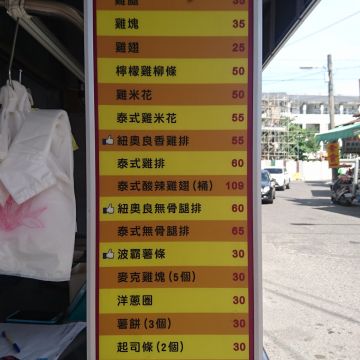 雞腿 35
雞塊 35
雞翅 25
檸檬雞柳條 50
雞米花 50
泰式雞米花 55
紐奧良香雞排 55
泰式雞排 60
泰式酸辣雞翅(桶) 109
紐奧良無骨腿排 60
泰式無骨腿排 65
波霸薯條 30
麥克雞塊(5個) 30
洋蔥圈 30
薯餅(3個) 30
起司條(2個) 30